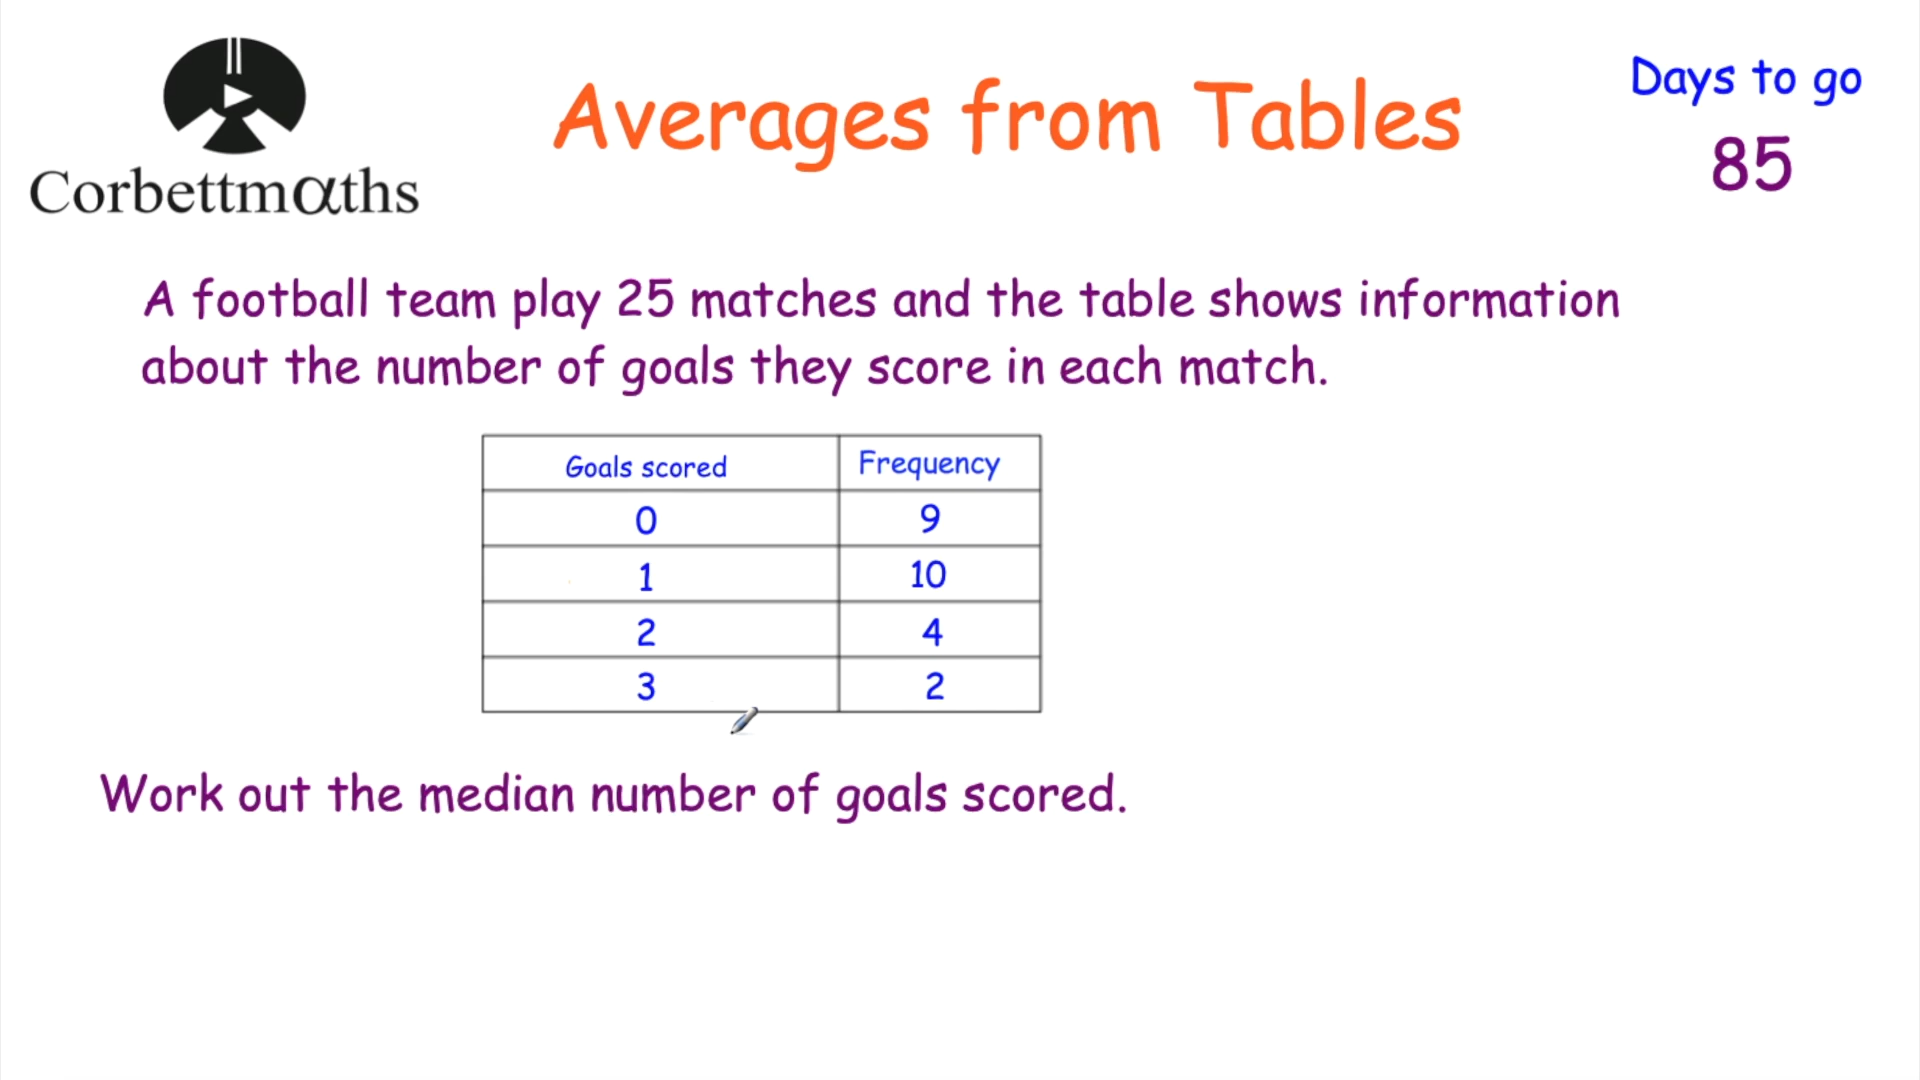 Corbettmαths
Averages from Tables
Days to go
85
A football team play 25 matches and the table shows information
about the number of goals they score in each match.
Goals scored Frequency
0 9
1 10
2 4
3 2
Work out the median number of goals scored.